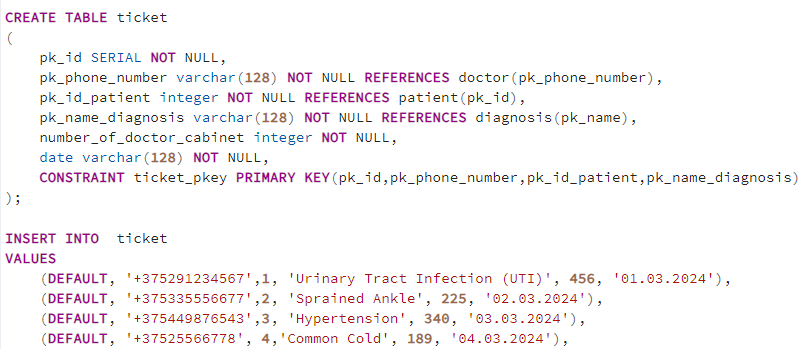 CREATE TABLE ticket
(
    pk_id SERIAL NOT NULL,
    pk_phone_number varchar(128) NOT NULL REFERENCES doctor(pk_phone_number),
    pk_id_patient integer NOT NULL REFERENCES patient(pk_id),
    pk_name_diagnosis varchar(128) NOT NULL REFERENCES diagnosis(pk_name),
    number_of_doctor_cabinet integer NOT NULL,
    date varchar(128) NOT NULL,
    CONSTRAINT ticket_pkey PRIMARY KEY(pk_id,pk_phone_number,pk_id_patient,pk_name_diagnosis)
);
INSERT INTO  ticket
VALUES
    (DEFAULT, '+375291234567',1, 'Urinary Tract Infection (UTI)', 456, '01.03.2024'),
    (DEFAULT, '+375335556677',2, 'Sprained Ankle', 225, '02.03.2024'),
    (DEFAULT, '+375449876543',3, 'Hypertension', 340, '03.03.2024'),
    (DEFAULT, '+37525566778', 4,'Common Cold', 189, '04.03.2024'),